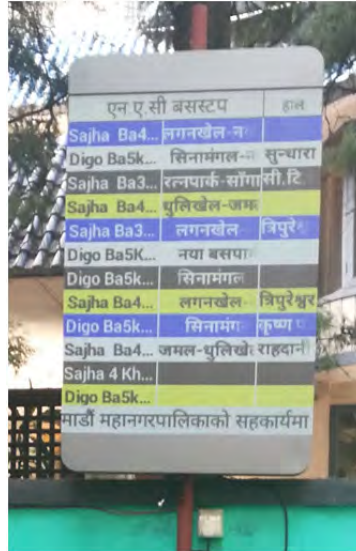 एन.ए.सी बसस्टप हाल
Sajha Ba4... लगनखेल-न
Digo Ba5k... सिनामंगल-न सुन्धारा
Sajha Ba3... रत्नपार्क-साँगा सी.टि.
Sajha Ba4... धुलिखेल-जम
Sajha Ba3... लगनखेल- त्रिपुरे
Digo Ba5K... नया बसपा
Digo Ba5k... सिनामंगल
Sajha Ba4... लगनखेल- त्रिपुरेश्वर
Digo Ba5k... सिनामंग कृष्ण प
Sajha Ba4... जमल-धुलिखे राहदानी
Sajha 4 Kh...
Digo Ba5k...
माडौं महानगरपालिकाको सहकार्यमा